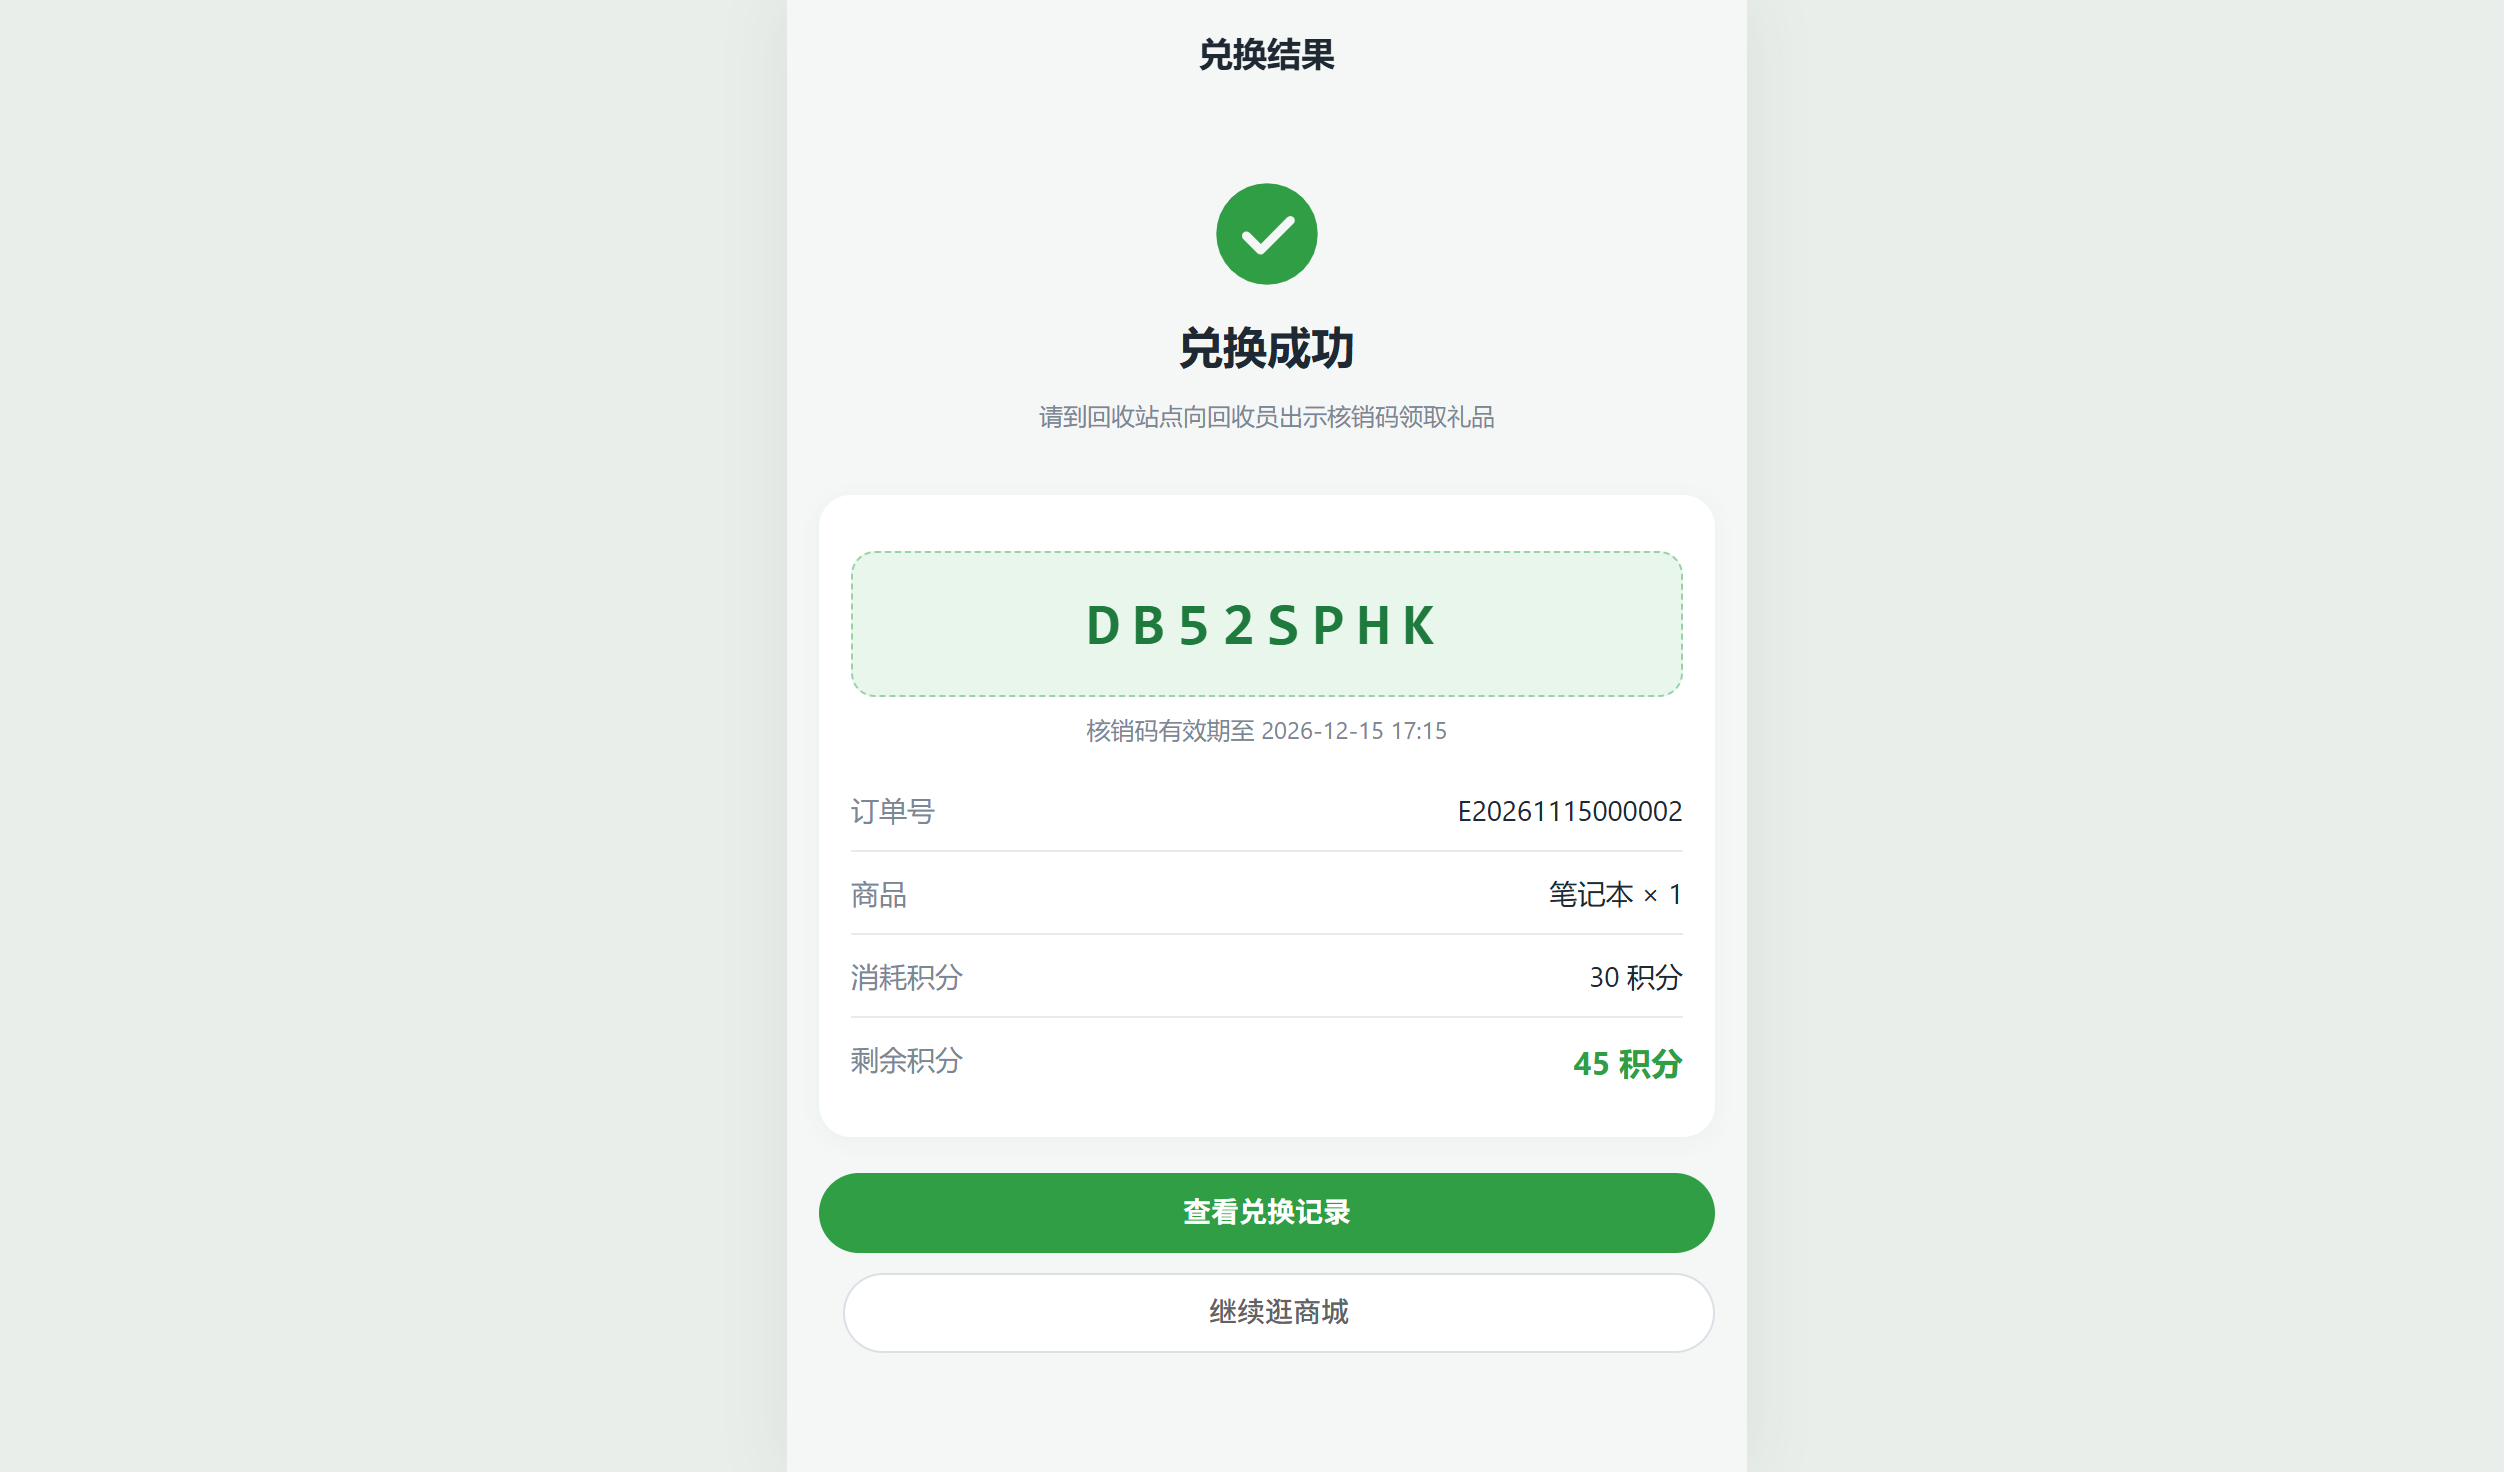 兑换结果
兑换成功
请到回收站点向回收员出示核销码领取礼品
DB52SPHK
核销码有效期至 2026-12-15 17:15
订单号 E20261115000002
商品 笔记本 × 1
消耗积分 30 积分
剩余积分 45 积分
查看兑换记录
继续逛商城